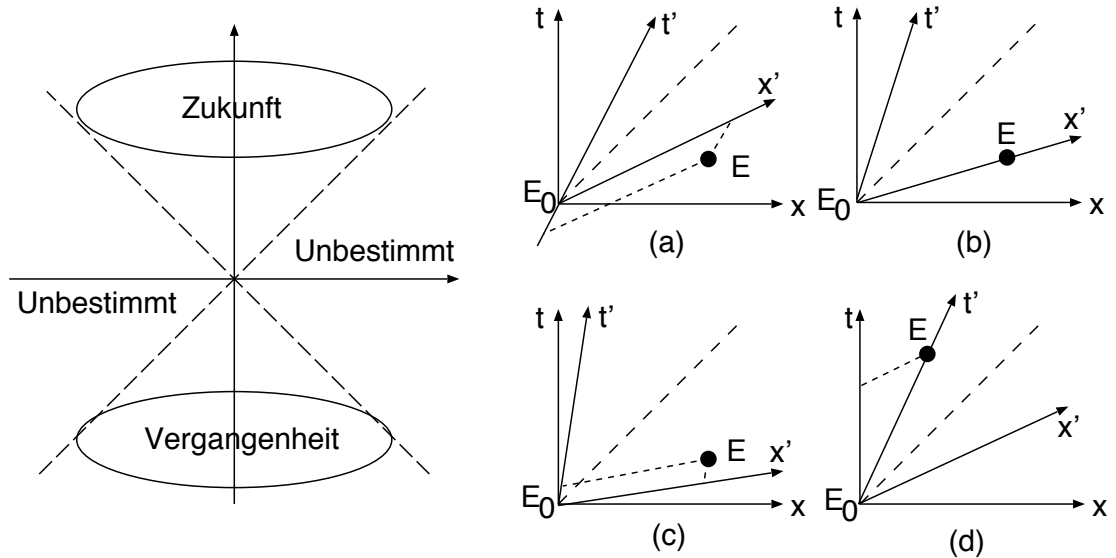 Zukunft
Unbestimmt
Unbestimmt
Vergangenheit
t
t'
x'
E
E0
x
(a)
t
t'
E
x'
E0
x
(b)
t
t'
E
x'
E0
x
(c)
t
E
t'
x'
E0
x
(d)